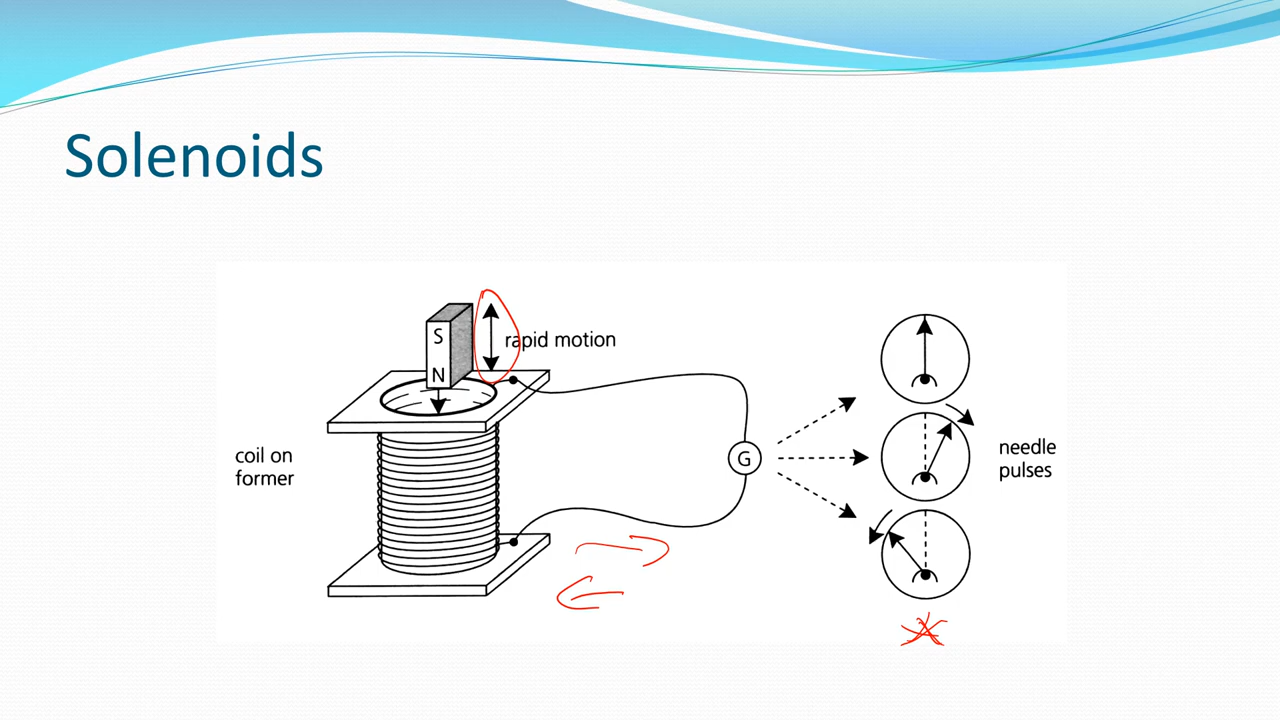 Solenoids
S
N
rapid motion
coil on
former
G
needle
pulses